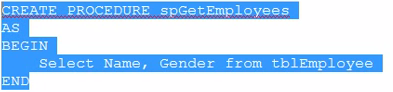 CREATE PROCEDURE spGetEmployees
AS
BEGIN
    Select Name, Gender from tblEmployee
END